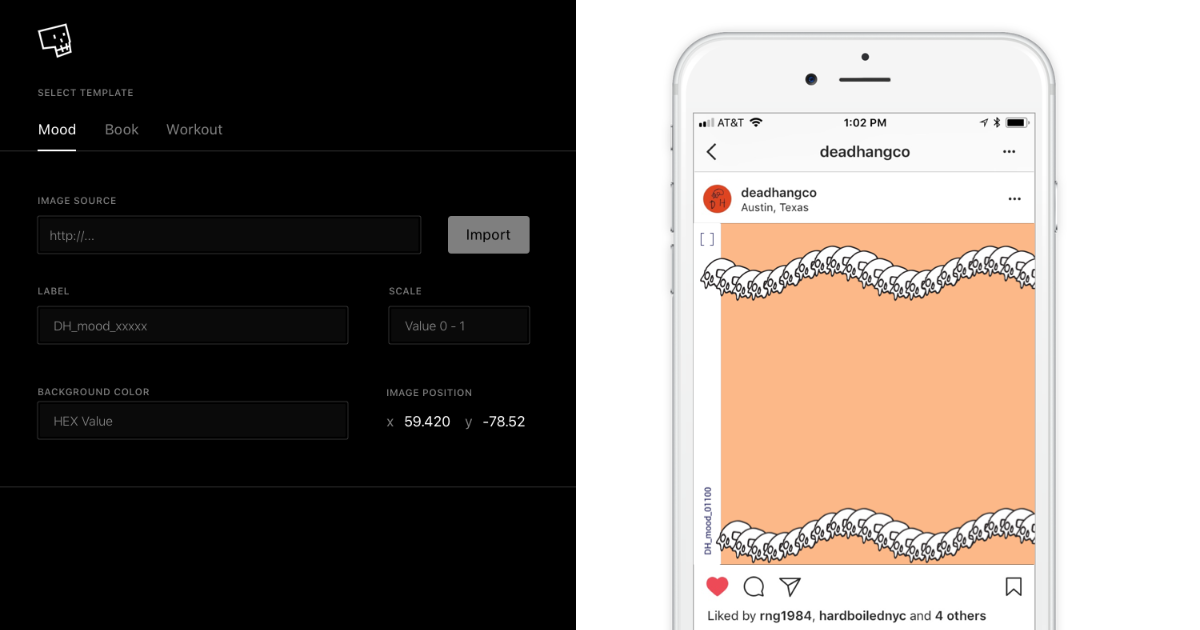 SELECT TEMPLATE
Mood Book Workout
IMAGE SOURCE
http://...
Import
LABEL
SCALE
DH_mood_xxxxx
Value 0 - 1
BACKGROUND COLOR
IMAGE POSITION
HEX Value
x 59.420 y -78.52
AT&T 1:02 PM
deadhangco
D H
deadhangco
Austin, Texas
[ ]
DH_mood_01100
Liked by rng1984, hardboilednyc and 4 others